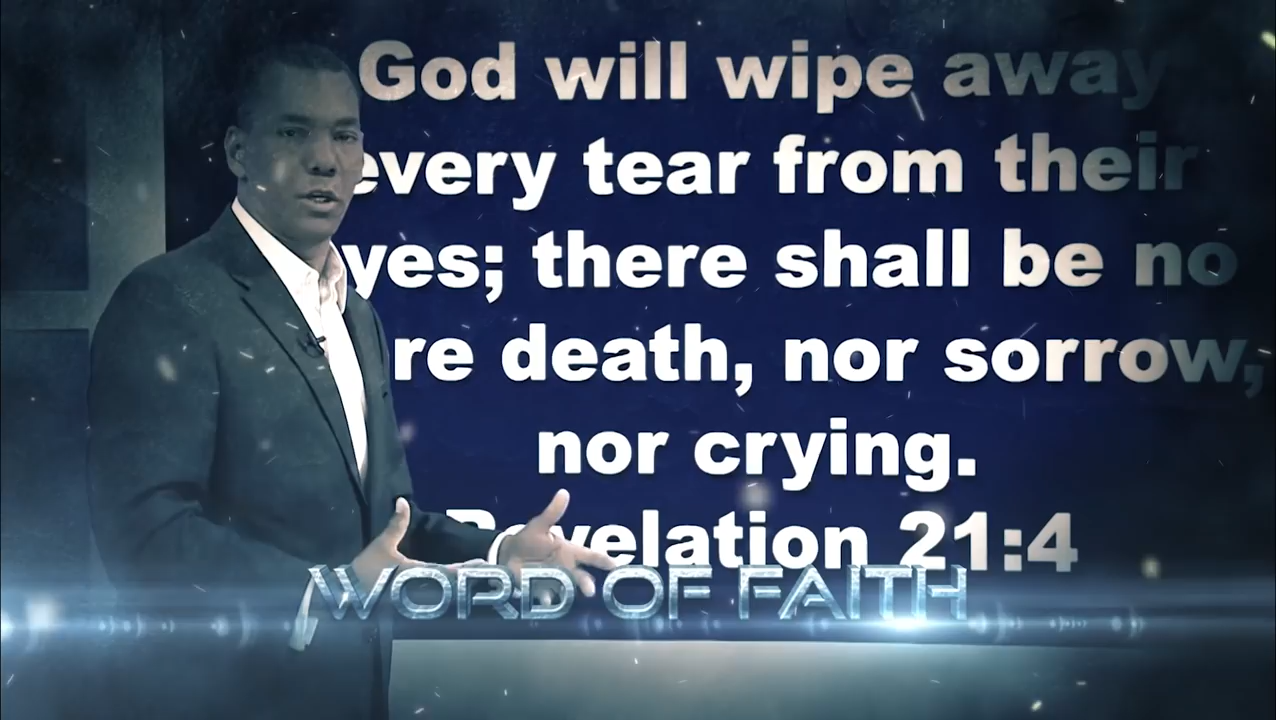 God will wipe away
every tear from their
yes; there shall be no
re death, nor sorrow,
nor crying.
Revelation 21:4
WORD OF FAITH